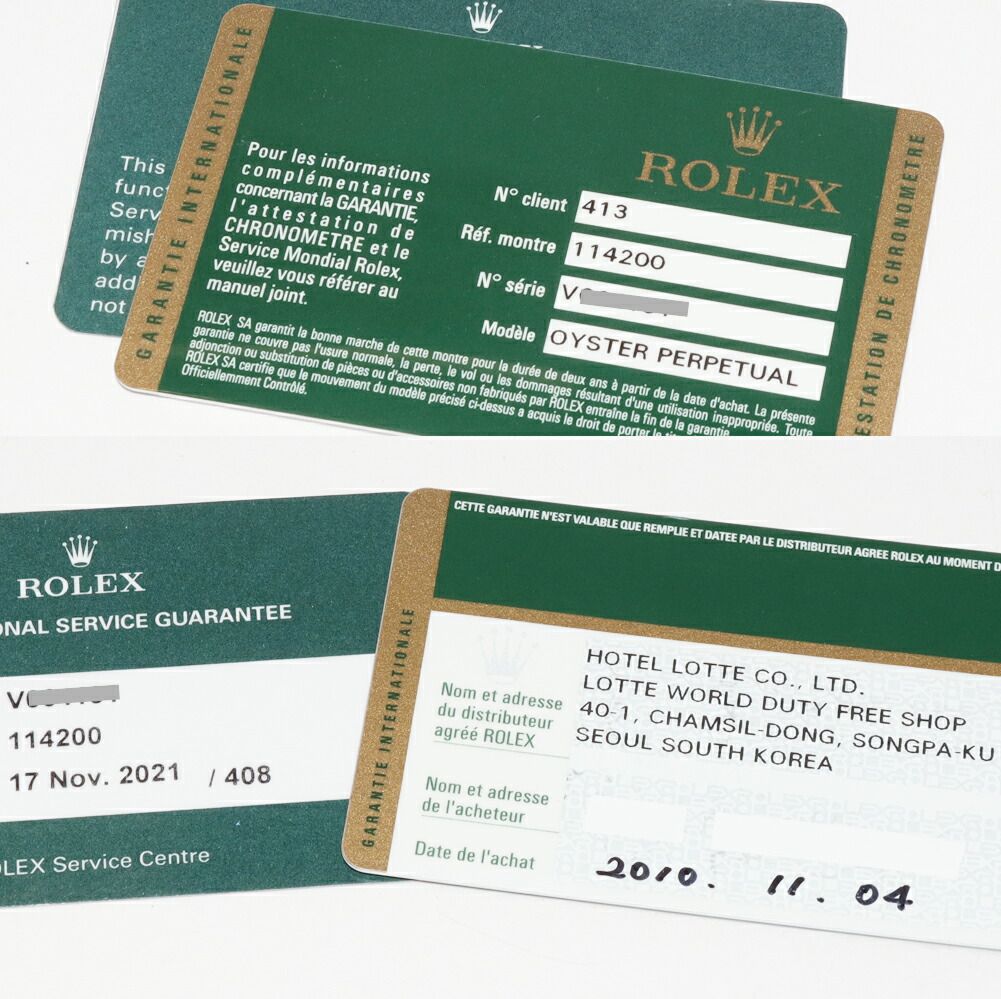 This
func
Serv
mish
by a
add
not
GARANTIE INTERNATIONALE
Pour les informations
complémentaires
concernant la GARANTIE,
l'attestation de
CHRONOMETRE et le
Service Mondial Rolex,
veuillez vous référer au
manuel joint.
ROLEX
N° client 413
Réf. montre 114200
N° série V
Modèle OYSTER PERPETUAL
ROLEX SA garantit la bonne marche de cette montre pour la durée de deux ans à partir de la date d'achat. La présente
garantie ne couvre pas l'usure normale, la perte, le vol ou les dommages résultant d'une utilisation inappropriée. Toute
adjonction ou substitution de pièces ou d'accessoires non fabriqués par ROLEX entraîne la fin de la garantie.
ROLEX SA certifie que le mouvement du modèle précisé ci-dessus a acquis le droit de porter le
Officiellement Contrôlé.
ESTATION DE CHRONOMETRE
ROLEX
ONAL SERVICE GUARANTEE
V
114200
17 Nov. 2021 / 408
OLEX Service Centre
GARANTIE INTERNATIONALE
CETTE GARANTIE N'EST VALABLE QUE REMPLIE ET DATEE PAR LE DISTRIBUTEUR AGREE ROLEX AU MOMENT D
Nom et adresse
du distributeur
agréé ROLEX
HOTEL LOTTE CO., LTD.
LOTTE WORLD DUTY FREE SHOP
40-1, CHAMSIL-DONG, SONGPA-KU
SEOUL SOUTH KOREA
Nom et adresse
de l'acheteur
Date de l'achat
2010. 11. 04